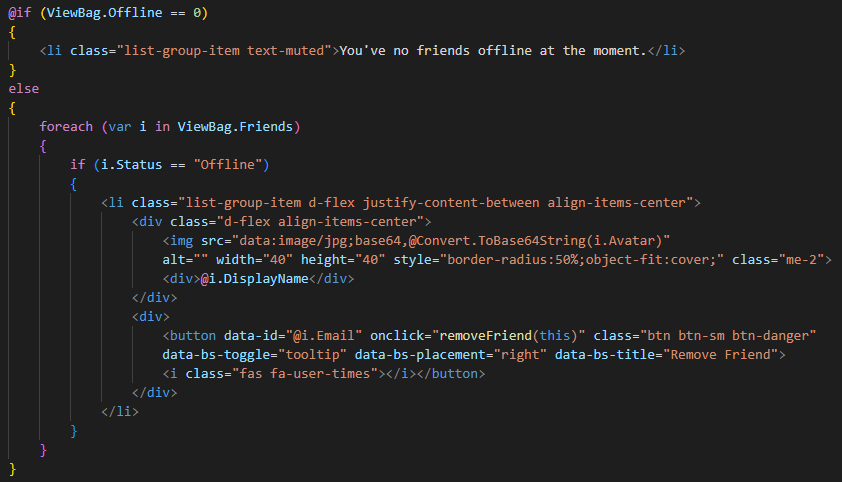 @if (ViewBag.Offline == 0)
{
    <li class="list-group-item text-muted">You've no friends offline at the moment.</li>
}
else
{
    foreach (var i in ViewBag.Friends)
    {
        if (i.Status == "Offline")
        {
            <li class="list-group-item d-flex justify-content-between align-items-center">
                <div class="d-flex align-items-center">
                    <img src="data:image/jpg;base64,@Convert.ToBase64String(i.Avatar)"
                    alt="" width="40" height="40" style="border-radius:50%;object-fit:cover;" class="me-2">
                    <div>@i.DisplayName</div>
                </div>
                <div>
                    <button data-id="@i.Email" onclick="removeFriend(this)" class="btn btn-sm btn-danger"
                    data-bs-toggle="tooltip" data-bs-placement="right" data-bs-title="Remove Friend">
                    <i class="fas fa-user-times"></i></button>
                </div>
            </li>
        }
    }
}